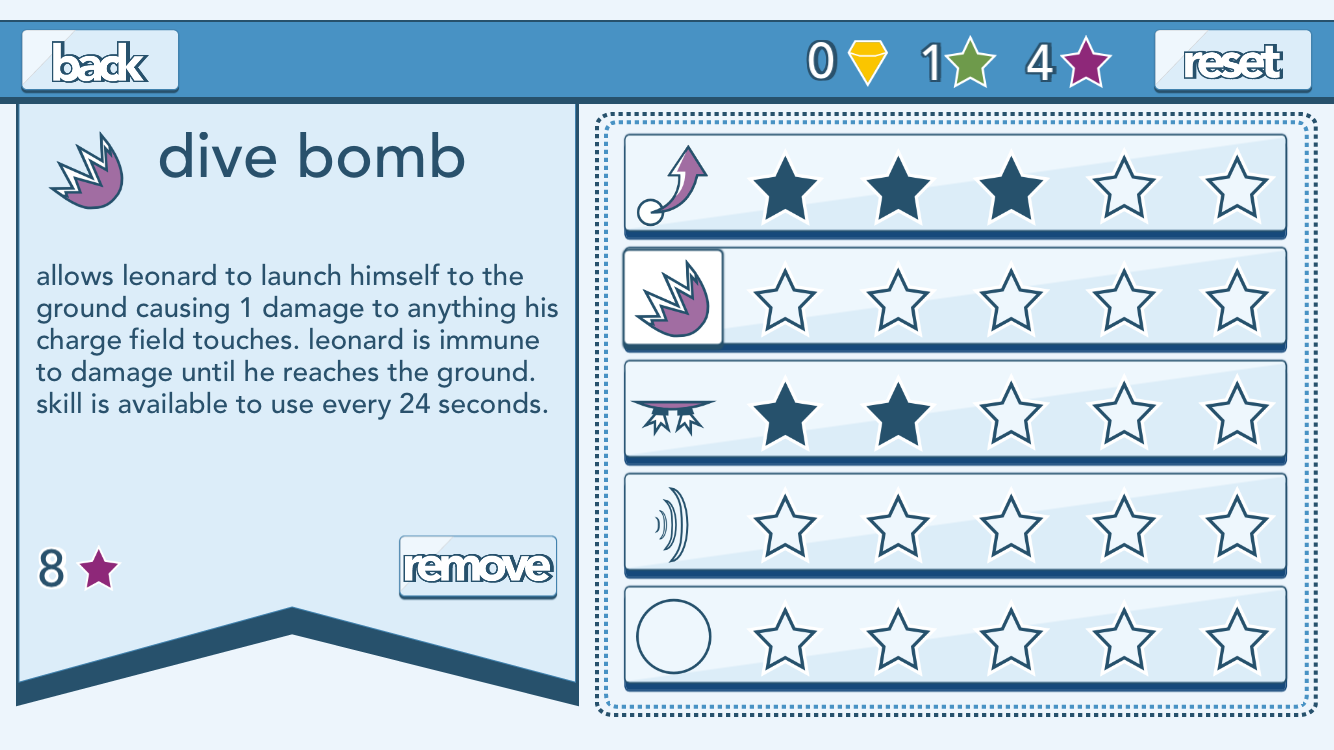 back
0 1 4
reset
dive bomb
allows leonard to launch himself to the
ground causing 1 damage to anything his
charge field touches. leonard is immune
to damage until he reaches the ground.
skill is available to use every 24 seconds.
8
remove